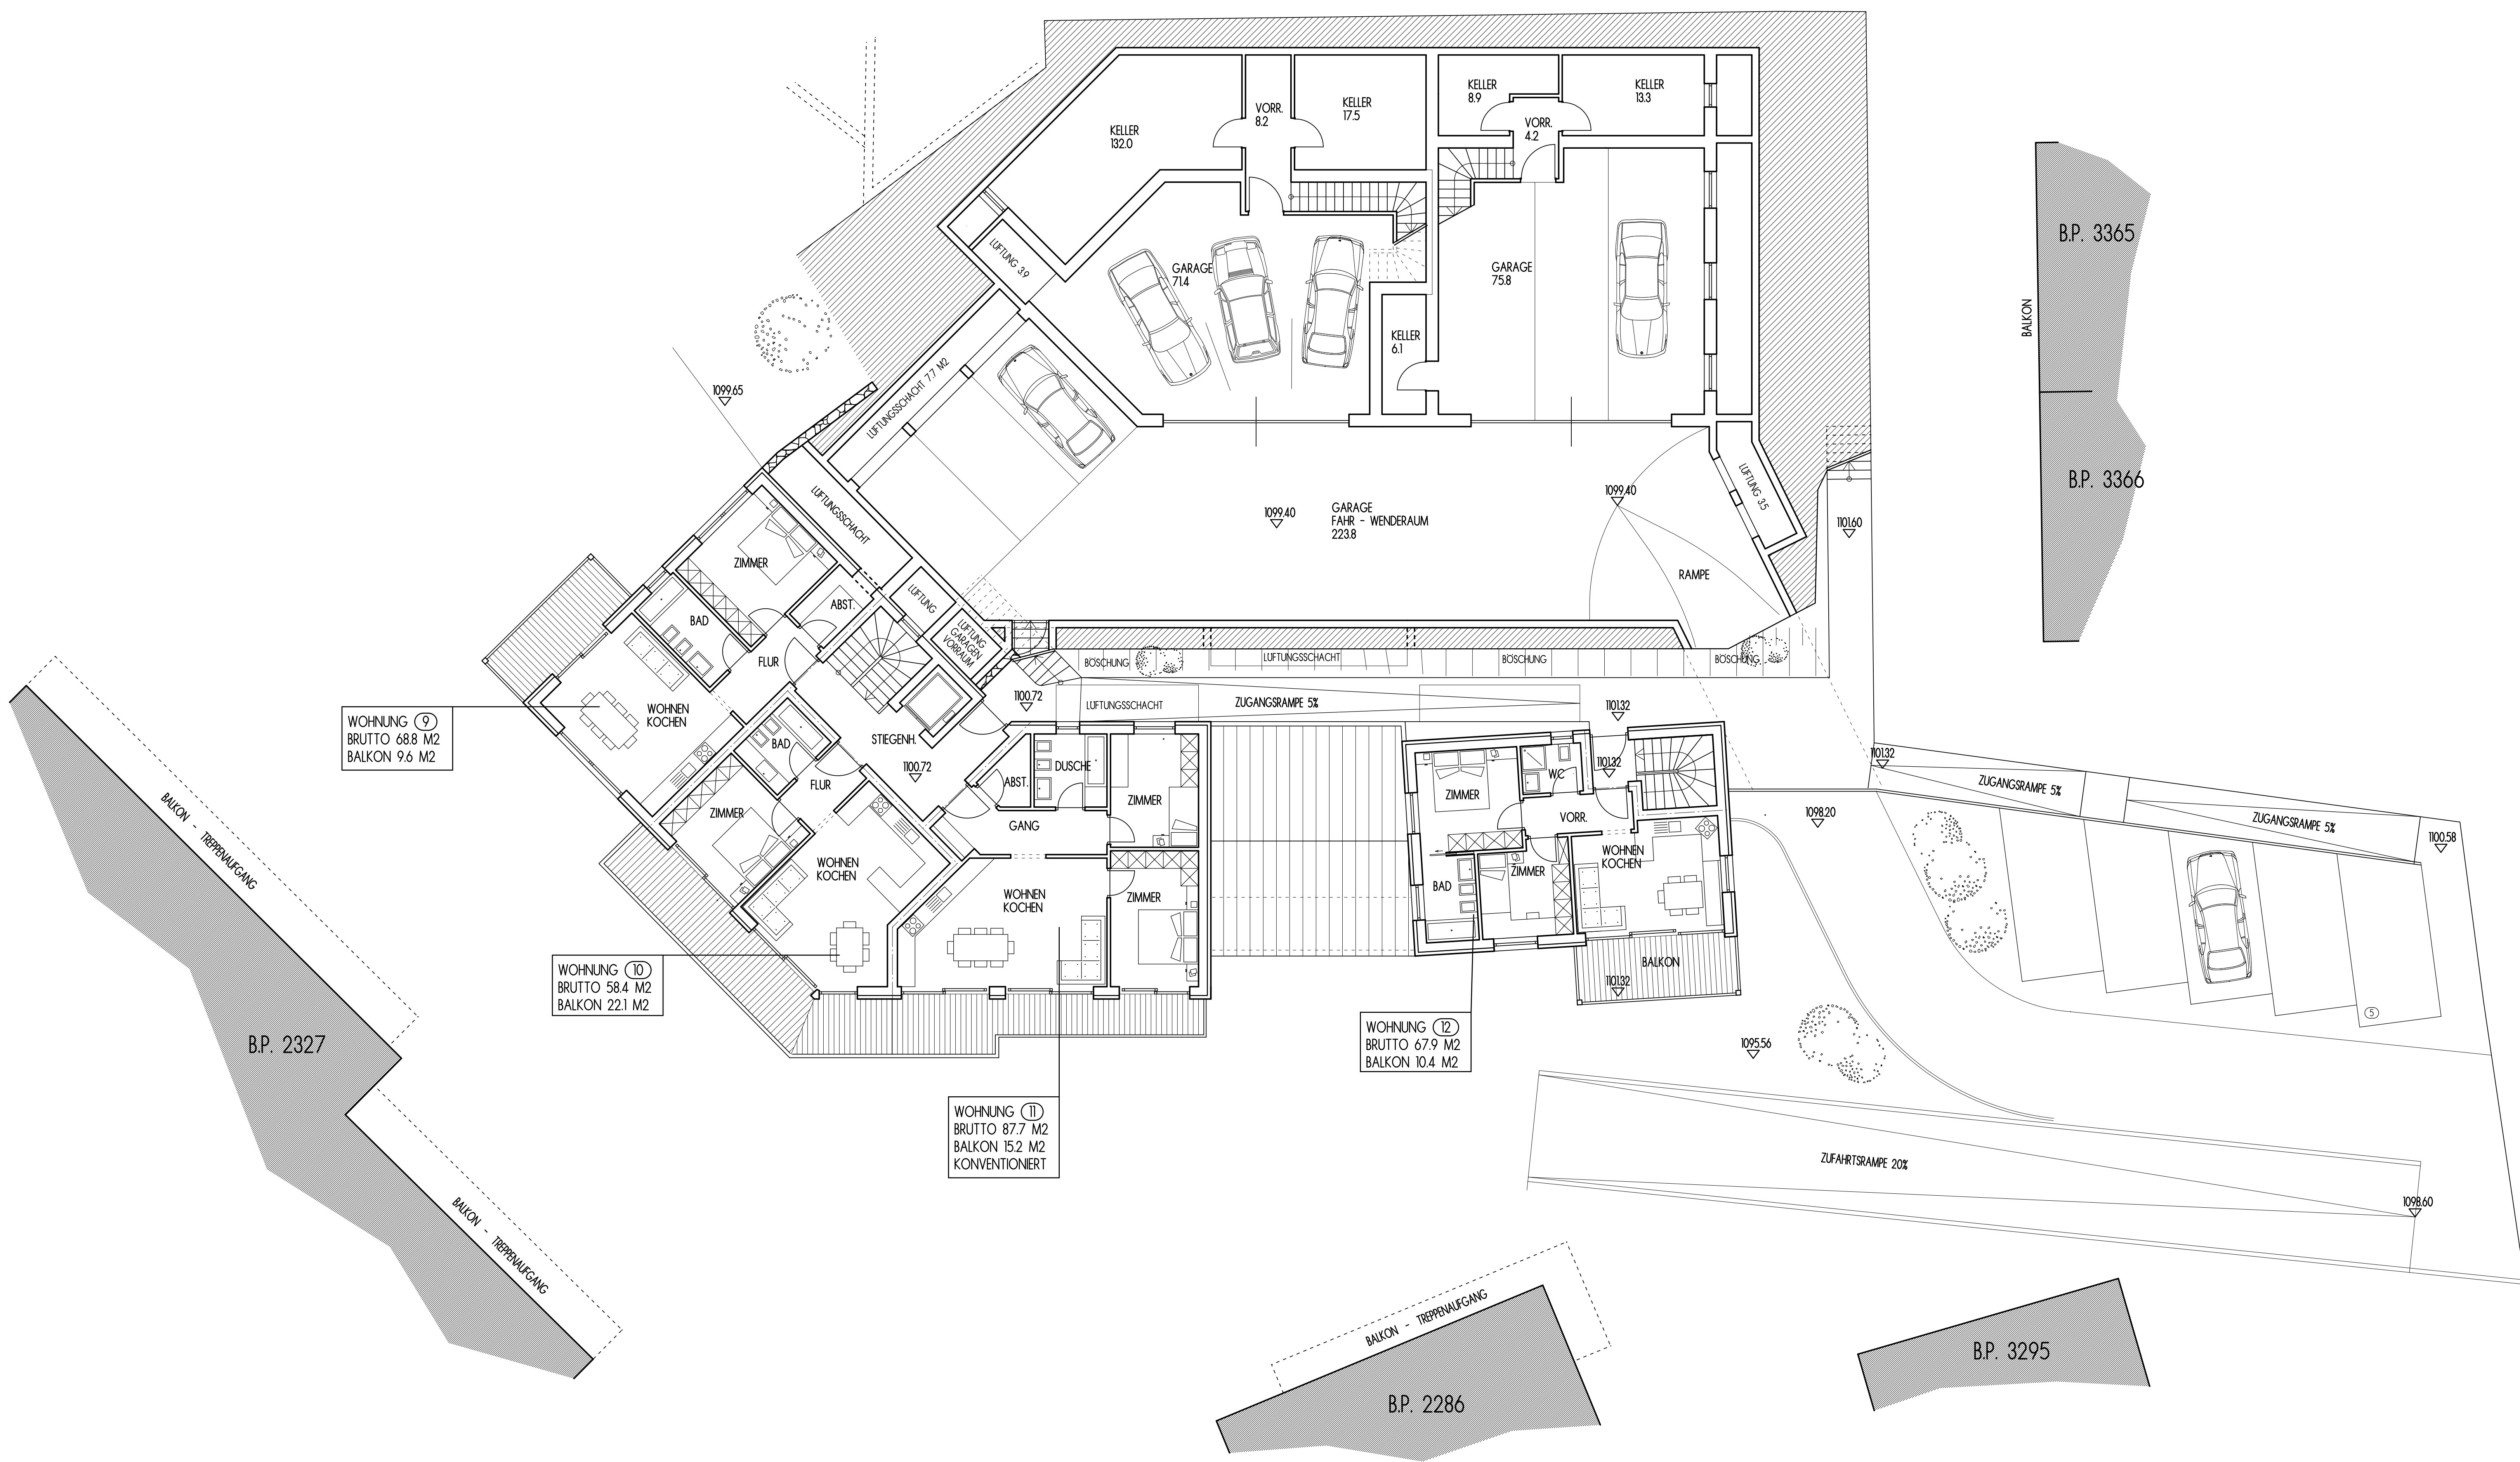 KELLER
132.0
VORR.
8.2
KELLER
17.5
KELLER
8.9
VORR.
4.2
KELLER
13.3
LÜFTUNG 3.9
GARAGE
71.4
GARAGE
75.8
KELLER
6.1
B.P. 3365
BALKON
B.P. 3366
1099.65
LÜFTUNGSSCHACHT 7.7 M2
LÜFTUNGSSCHACHT
1099.40
GARAGE
FAHR - WENDERAUM
223.8
1099.40
LÜFTUNG 3.5
1101.60
RAMPE
ZIMMER
ABST.
BAD
LÜFTUNG
LÜFTUNG
GARAGEN
VORRAUM
FLUR
WOHNEN
KOCHEN
BÖSCHUNG
LÜFTUNGSSCHACHT
BÖSCHUNG
BÖSCHUNG
1100.72
LÜFTUNGSSCHACHT
ZUGANGSRAMPE 5%
1101.32
WOHNUNG 9
BRUTTO 68.8 M2
BALKON 9.6 M2
BAD
STIEGENH.
1100.72
FLUR
ZIMMER
WOHNEN
KOCHEN
ABST.
DUSCHE
ZIMMER
GANG
WOHNEN
KOCHEN
ZIMMER
ZIMMER
WC
1101.32
VORR.
BAD
ZIMMER
WOHNEN
KOCHEN
BALKON
1101.32
1101.32
ZUGANGSRAMPE 5%
ZUGANGSRAMPE 5%
1100.58
1098.20
5
BALKON - TREPPENAUFGANG
B.P. 2327
BALKON - TREPPENAUFGANG
WOHNUNG 10
BRUTTO 58.4 M2
BALKON 22.1 M2
WOHNUNG 11
BRUTTO 87.7 M2
BALKON 15.2 M2
KONVENTIONIERT
WOHNUNG 12
BRUTTO 67.9 M2
BALKON 10.4 M2
1095.56
ZUFAHRTSRAMPE 20%
1098.60
BALKON - TREPPENAUFGANG
B.P. 2286
B.P. 3295